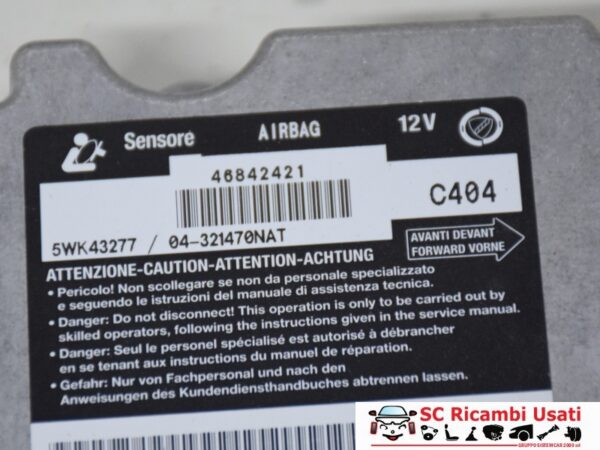 Sensore AIRBAG 12V
46842421
C404
5WK43277 / 04-321470NAT
AVANTI DEVANT
FORWARD VORNE
ATTENZIONE-CAUTION-ATTENTION-ACHTUNG
• Pericolo! Non scollegare se non da personale specializzato
e seguendo le istruzioni del manuale di assistenza tecnica.
• Danger: Do not disconnect! This operation is only to be carried out by
skilled operators, following the instructions given in the service manual.
• Danger: Seul le personel spécialisé est autorisé à débrancher
en se tenant aux instructions du manuel de réparation.
• Gefahr: Nur von Fachpersonal und nach den
Anweisungen des Kundendiensthandbuches abtrennen lassen.
SC Ricambi Usati